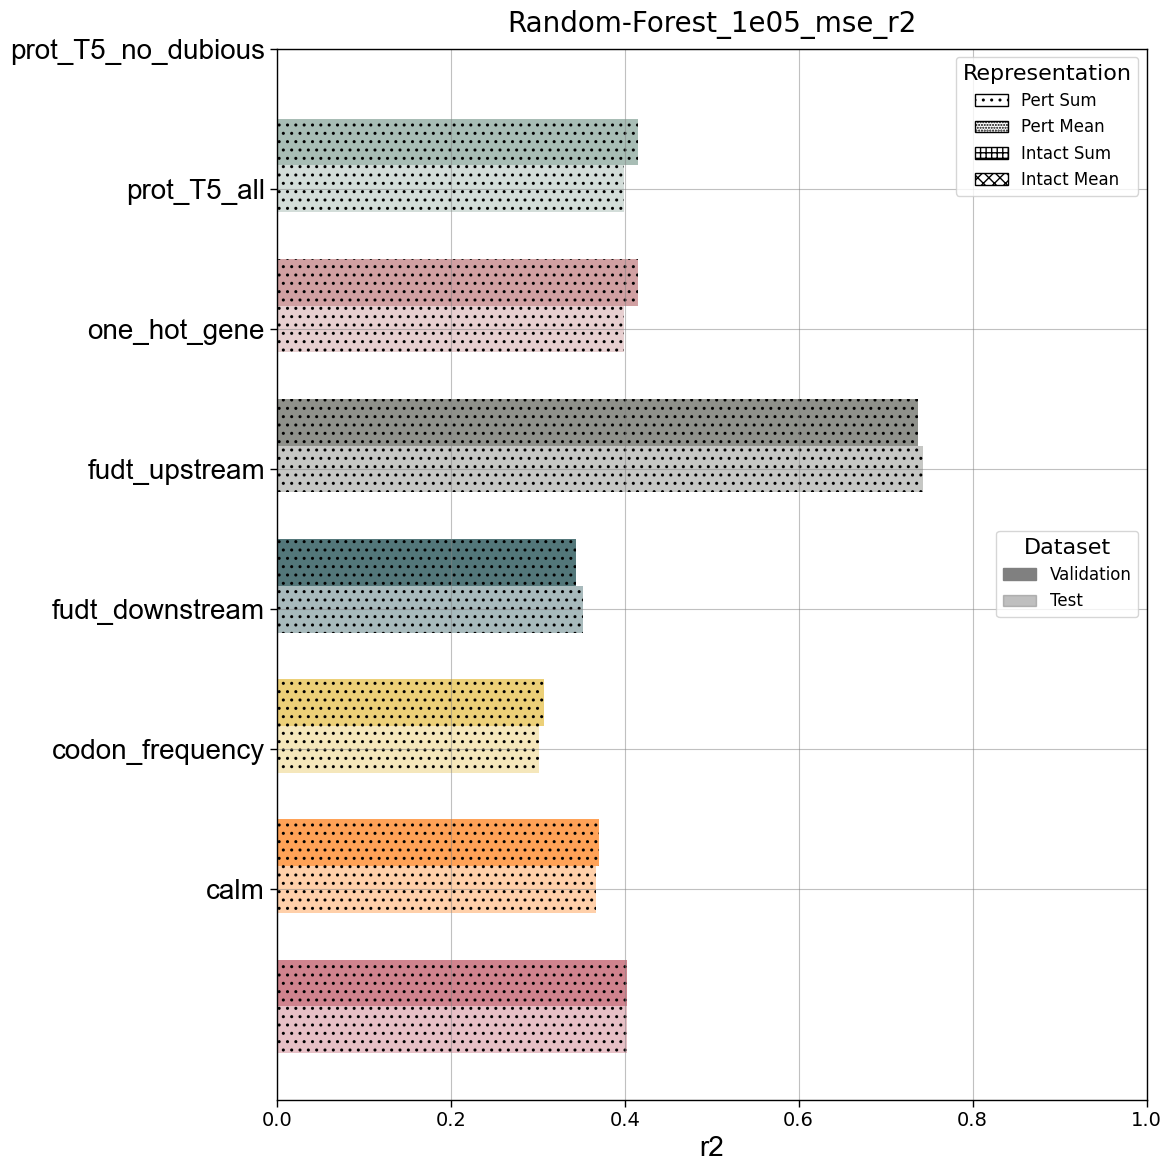 Random-Forest_1e05_mse_r2
prot_T5_no_dubious
prot_T5_all
one_hot_gene
fudt_upstream
fudt_downstream
codon_frequency
calm
Representation
Pert Sum
Pert Mean
Intact Sum
Intact Mean
Dataset
Validation
Test
0.0 0.2 0.4 0.6 0.8 1.0
r2